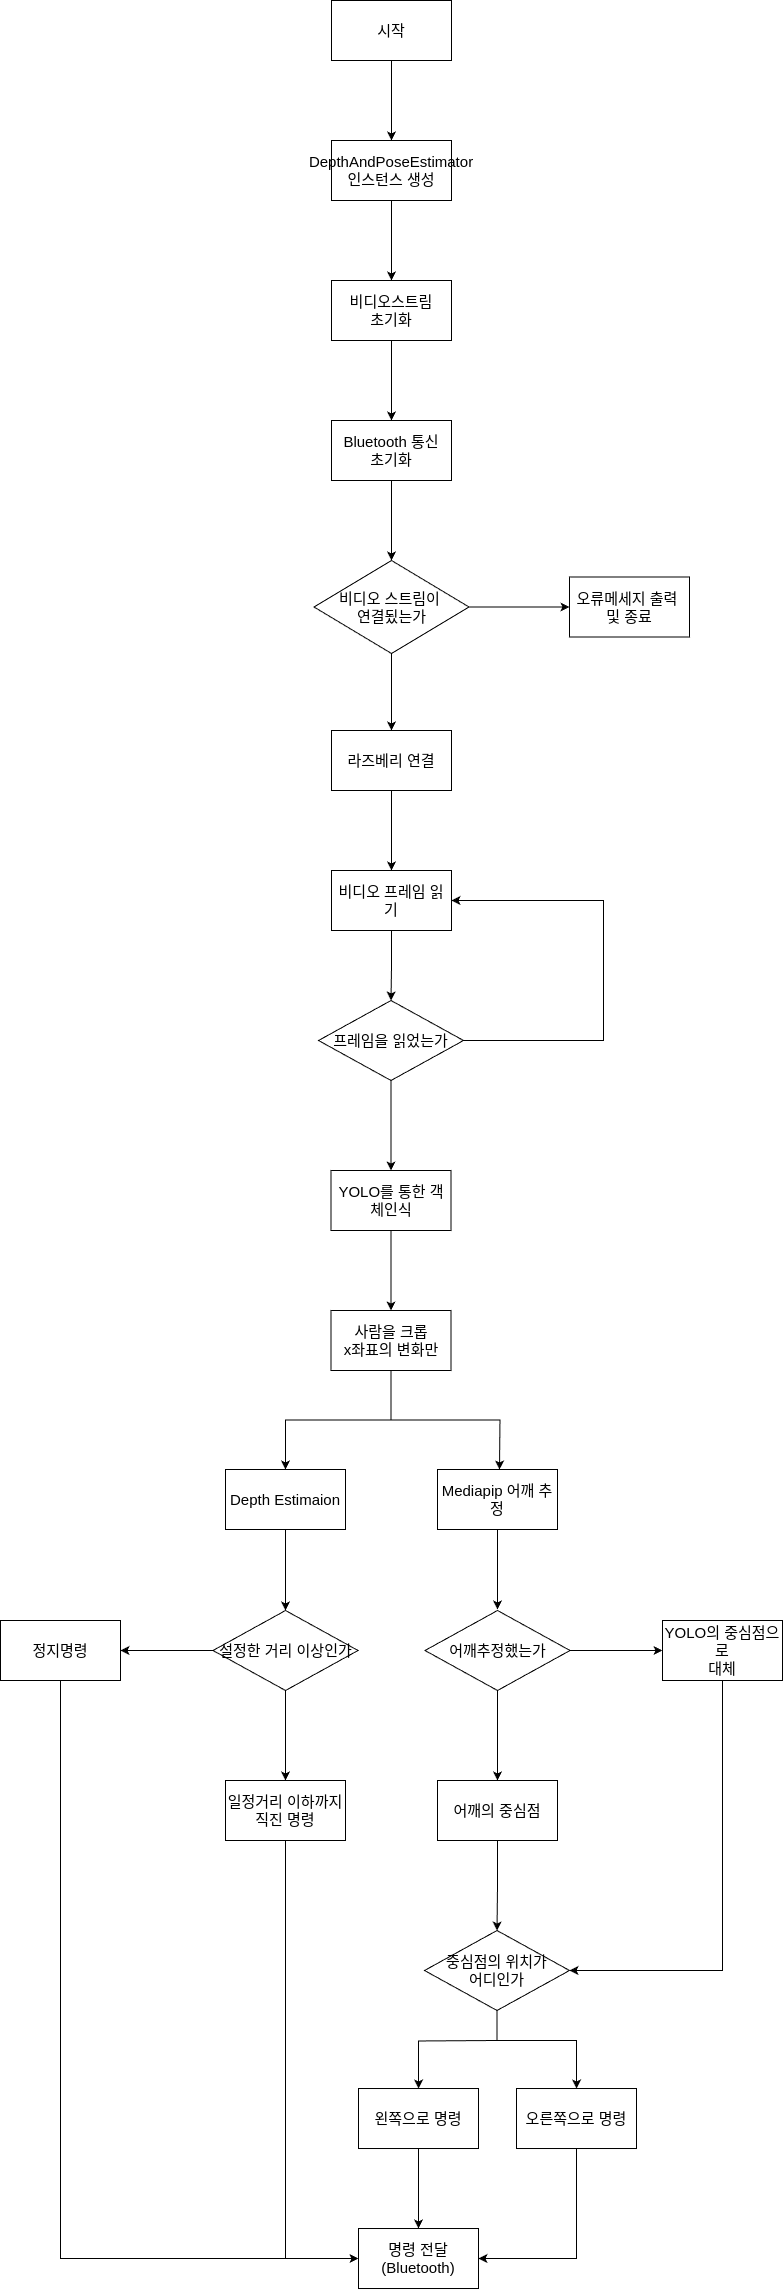 시작
DepthAndPoseEstimator
인스턴스 생성
비디오스트림
초기화
Bluetooth 통신
초기화
비디오 스트림이
연결됬는가
오류메세지 출력
및 종료
라즈베리 연결
비디오 프레임 읽
기
프레임을 읽었는가
YOLO를 통한 객
체인식
사람을 크롭
x좌표의 변화만
Depth Estimaion
Mediapip 어깨 추
정
정지명령
설정한 거리 이상인가
어깨추정했는가
YOLO의 중심점으
로
대체
일정거리 이하까지
직진 명령
어깨의 중심점
중심점의 위치가
어디인가
왼쪽으로 명령
오른쪽으로 명령
명령 전달
(Bluetooth)